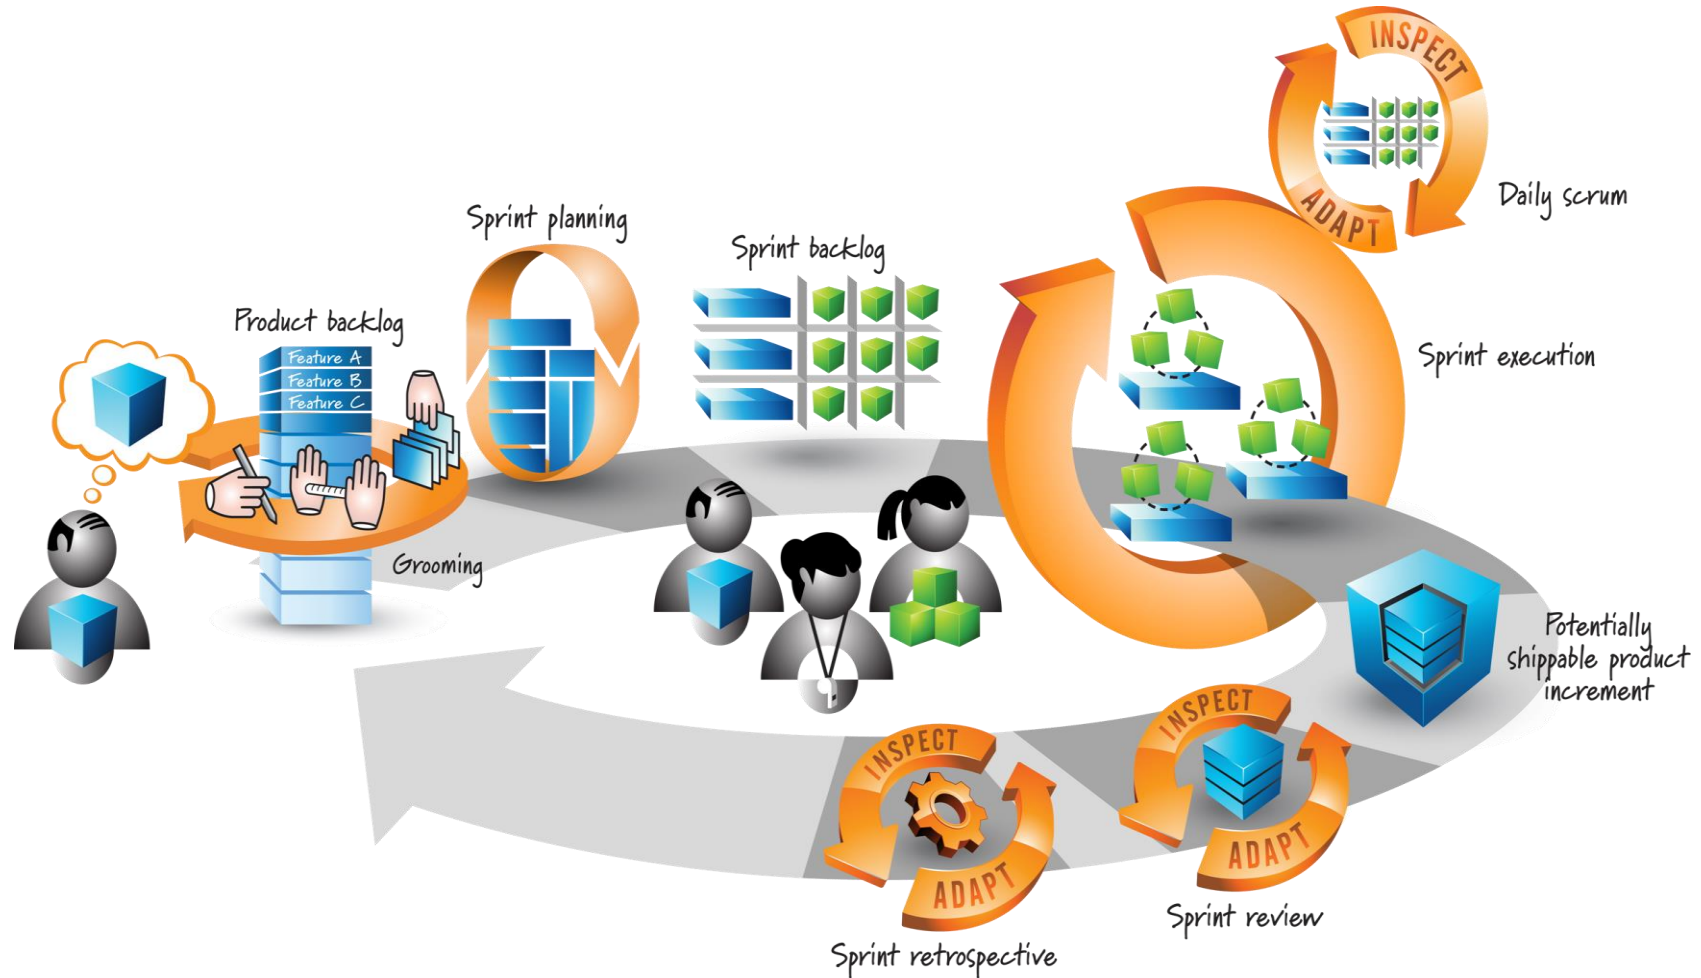 INSPECT
ADAPT
Daily scrum
Sprint planning
Sprint backlog
Product backlog
Feature A
Feature B
Feature C
Sprint execution
Grooming
Potentially
shippable product
increment
INSPECT
ADAPT
Sprint review
INSPECT
ADAPT
Sprint retrospective